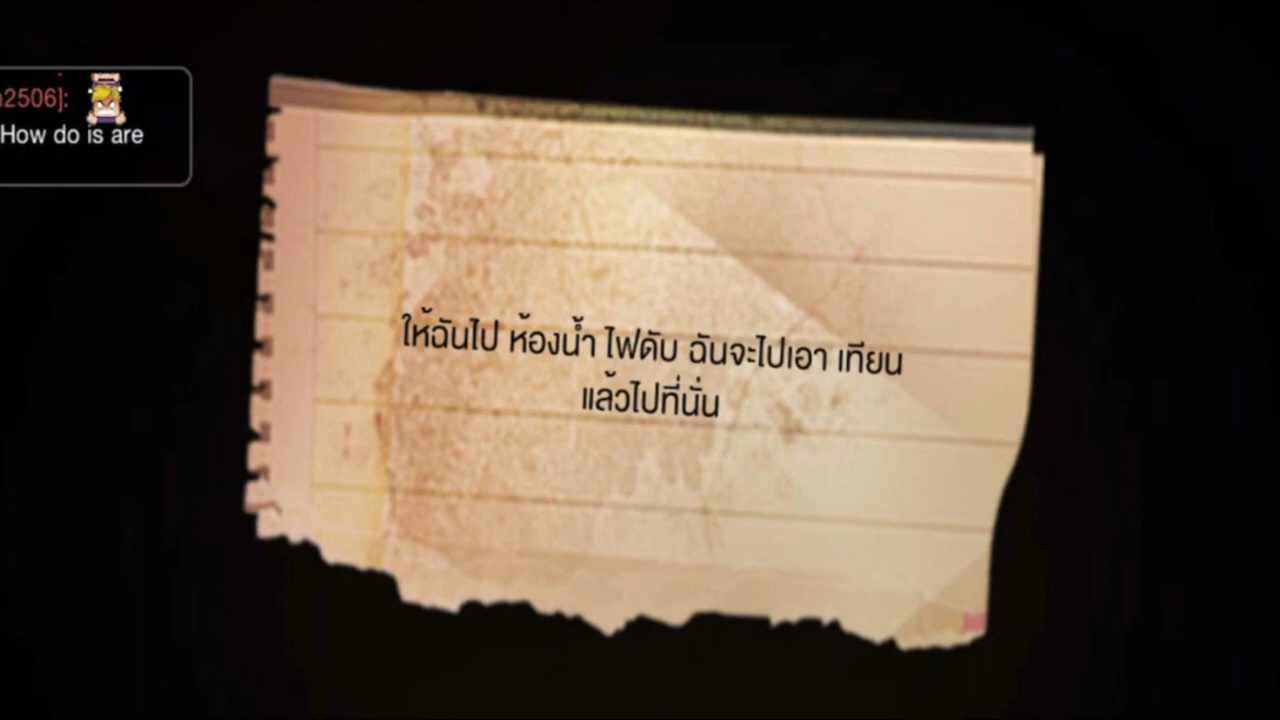 2506]:
How do is are
ให้ฉันไป ห้องน้ำ ไฟดับ ฉันจะไปเอา เทียน
แล้วไปที่นั่น